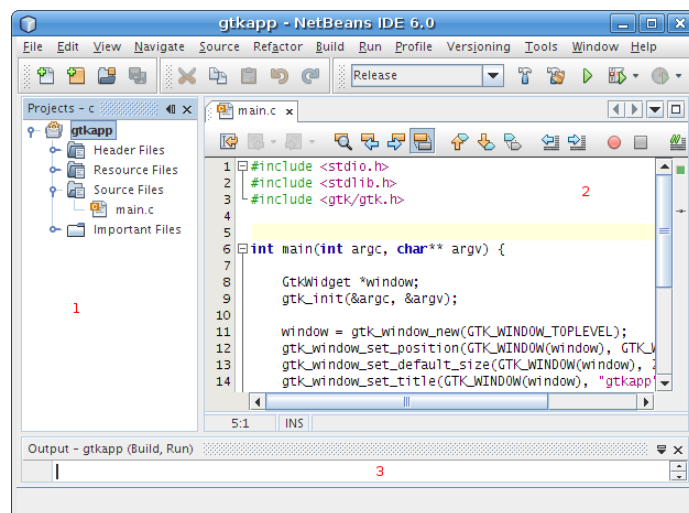 gtkapp - NetBeans IDE 6.0
File Edit View Navigate Source Refactor Build Run Profile Versioning Tools Window Help
Release
Projects - c
main.c x
gtkapp
Header Files
Resource Files
Source Files
main.c
Important Files
1
1 #include <stdio.h>
2 #include <stdlib.h>
3 #include <gtk/gtk.h>
2
4
5
6 int main(int argc, char** argv) {
7
8 GtkWidget *window;
9 gtk_init(&argc, &argv);
10
11 window = gtk_window_new(GTK_WINDOW_TOPLEVEL);
12 gtk_window_set_position(GTK_WINDOW(window), GTK_W
13 gtk_window_set_default_size(GTK_WINDOW(window),
14 gtk_window_set_title(GTK_WINDOW(window), "gtkapp"
5:1 INS
Output - gtkapp (Build, Run)
3